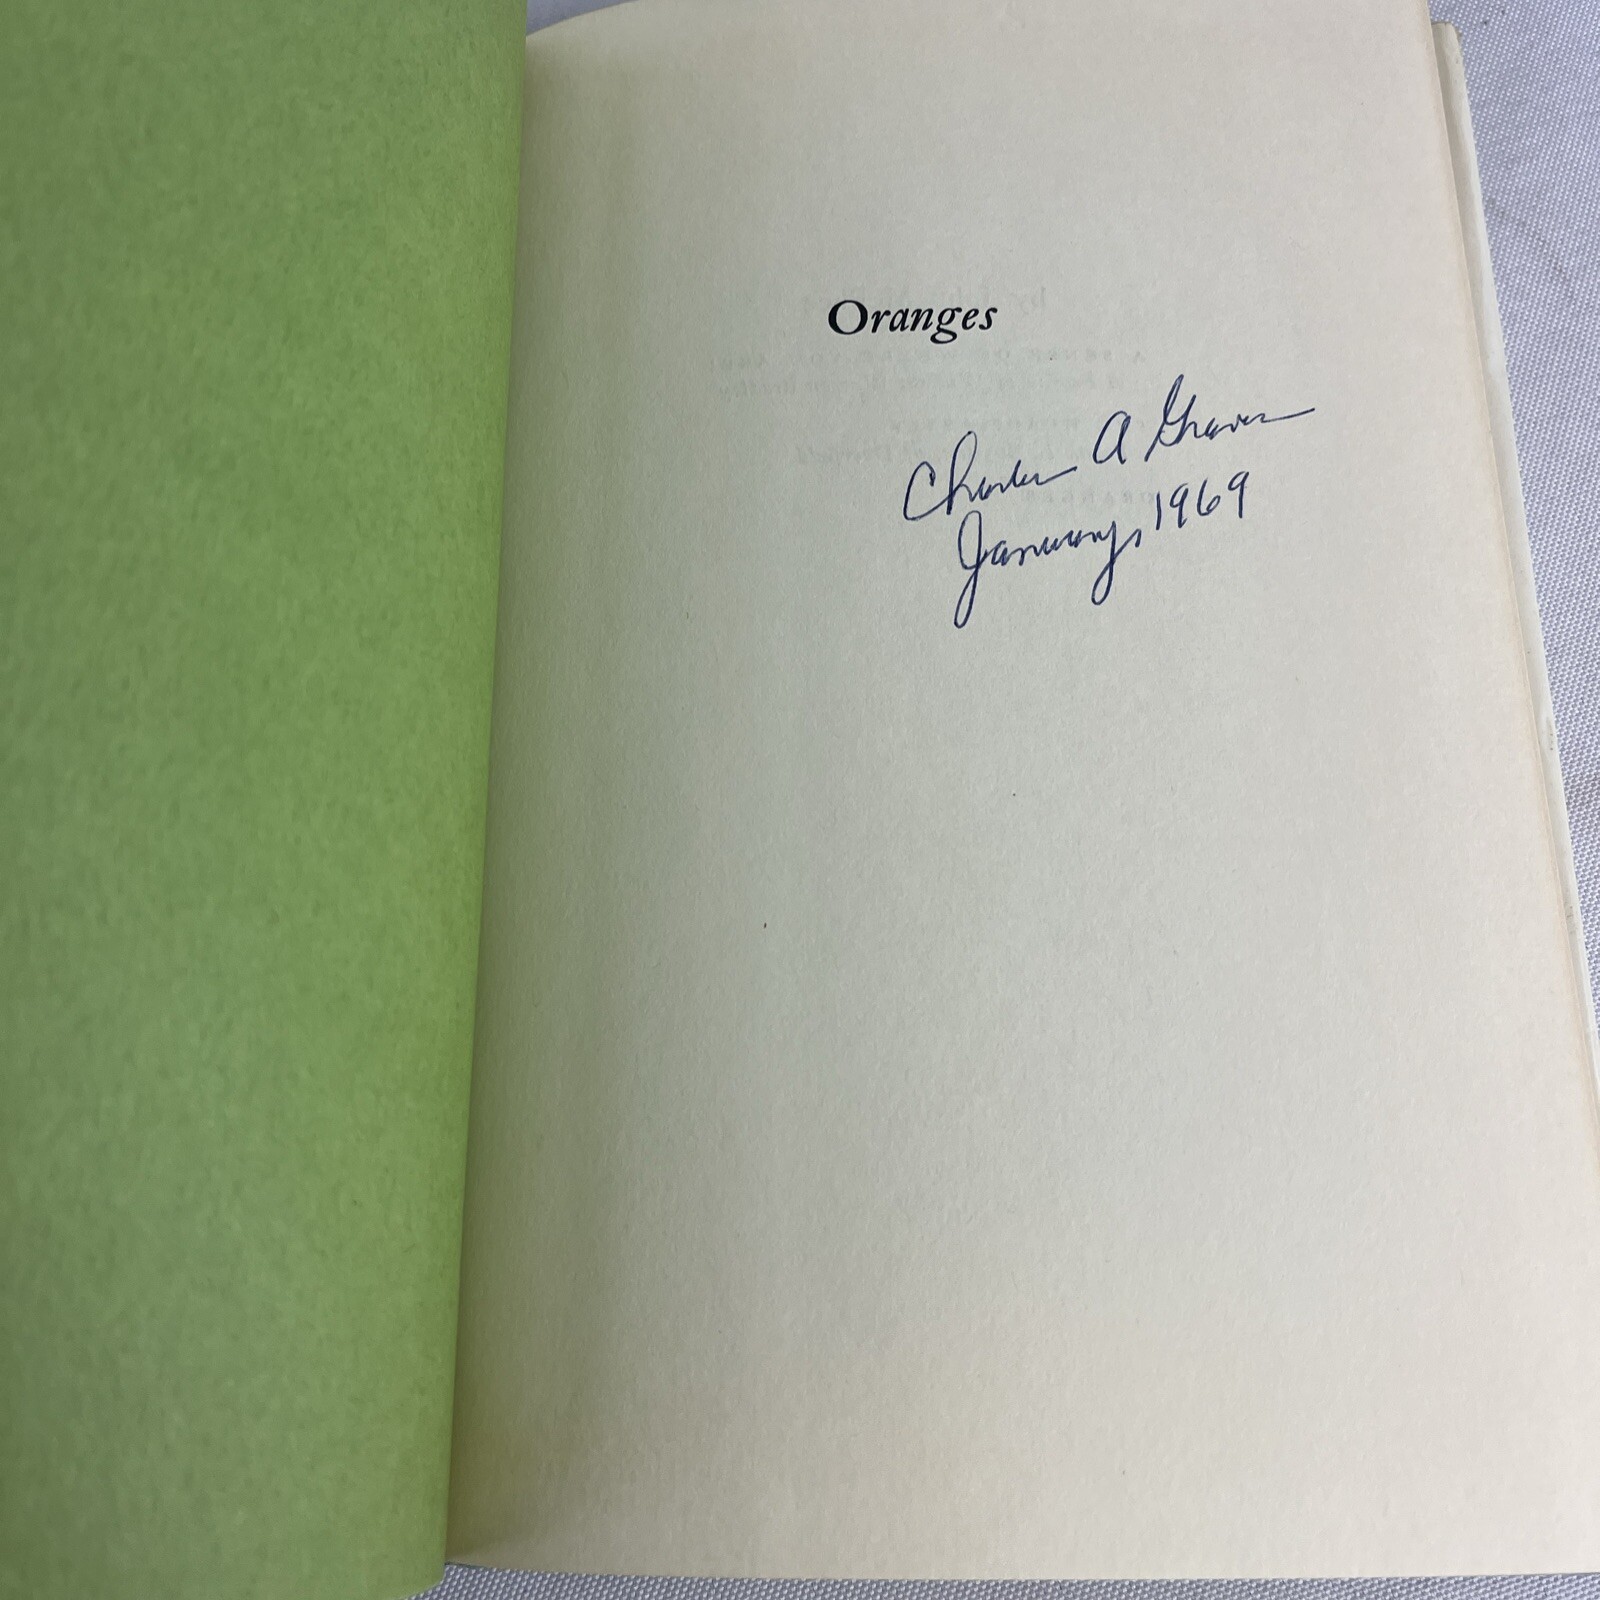 Oranges
Charles A Graves
January, 1969